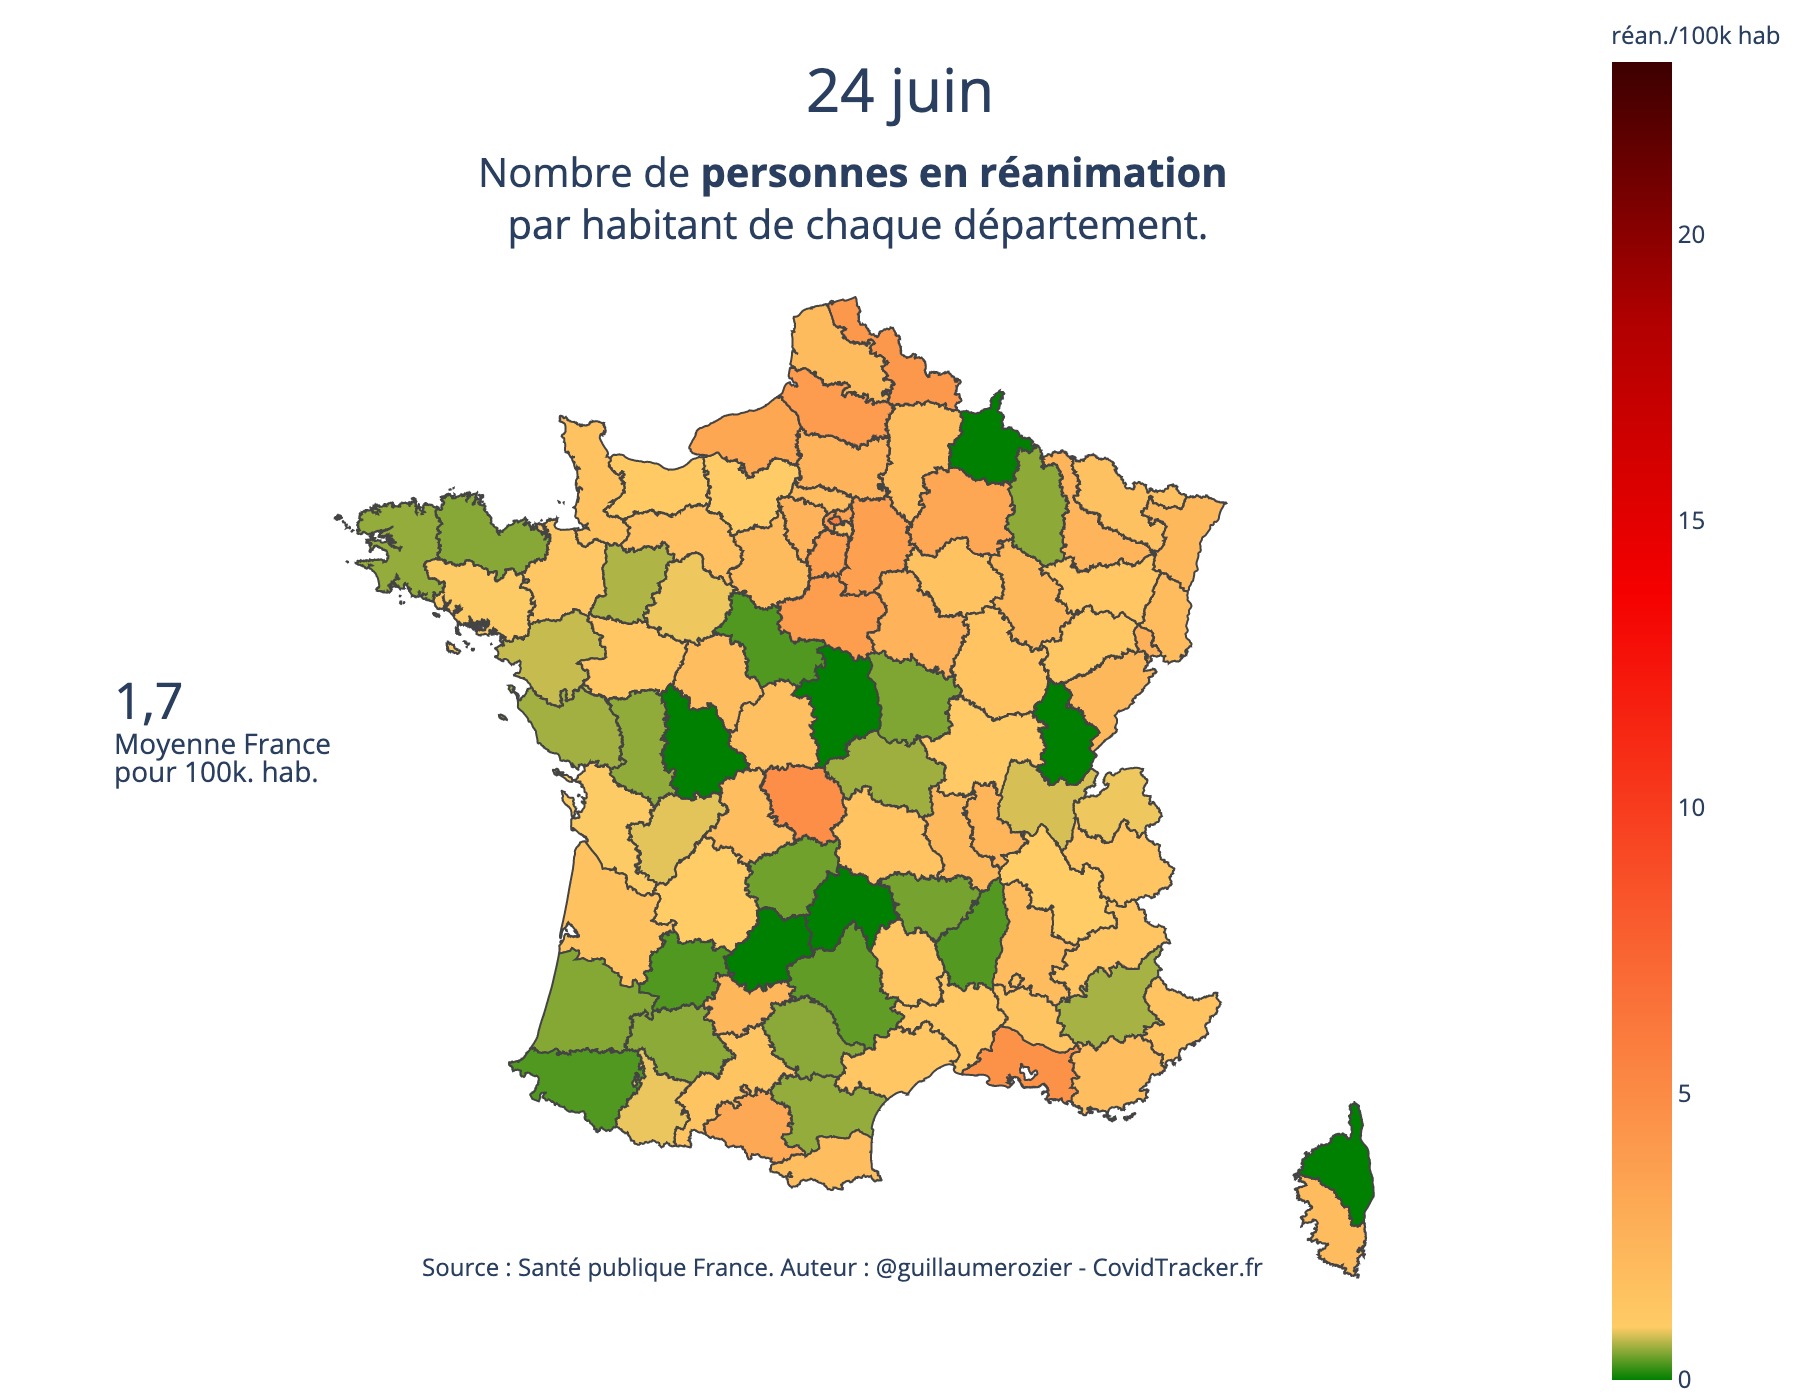 réan./100k hab
24 juin
Nombre de personnes en réanimation
par habitant de chaque département.
20
15
1,7
Moyenne France
pour 100k. hab.
10
5
Source : Santé publique France. Auteur : @guillaumerozier - CovidTracker.fr
0